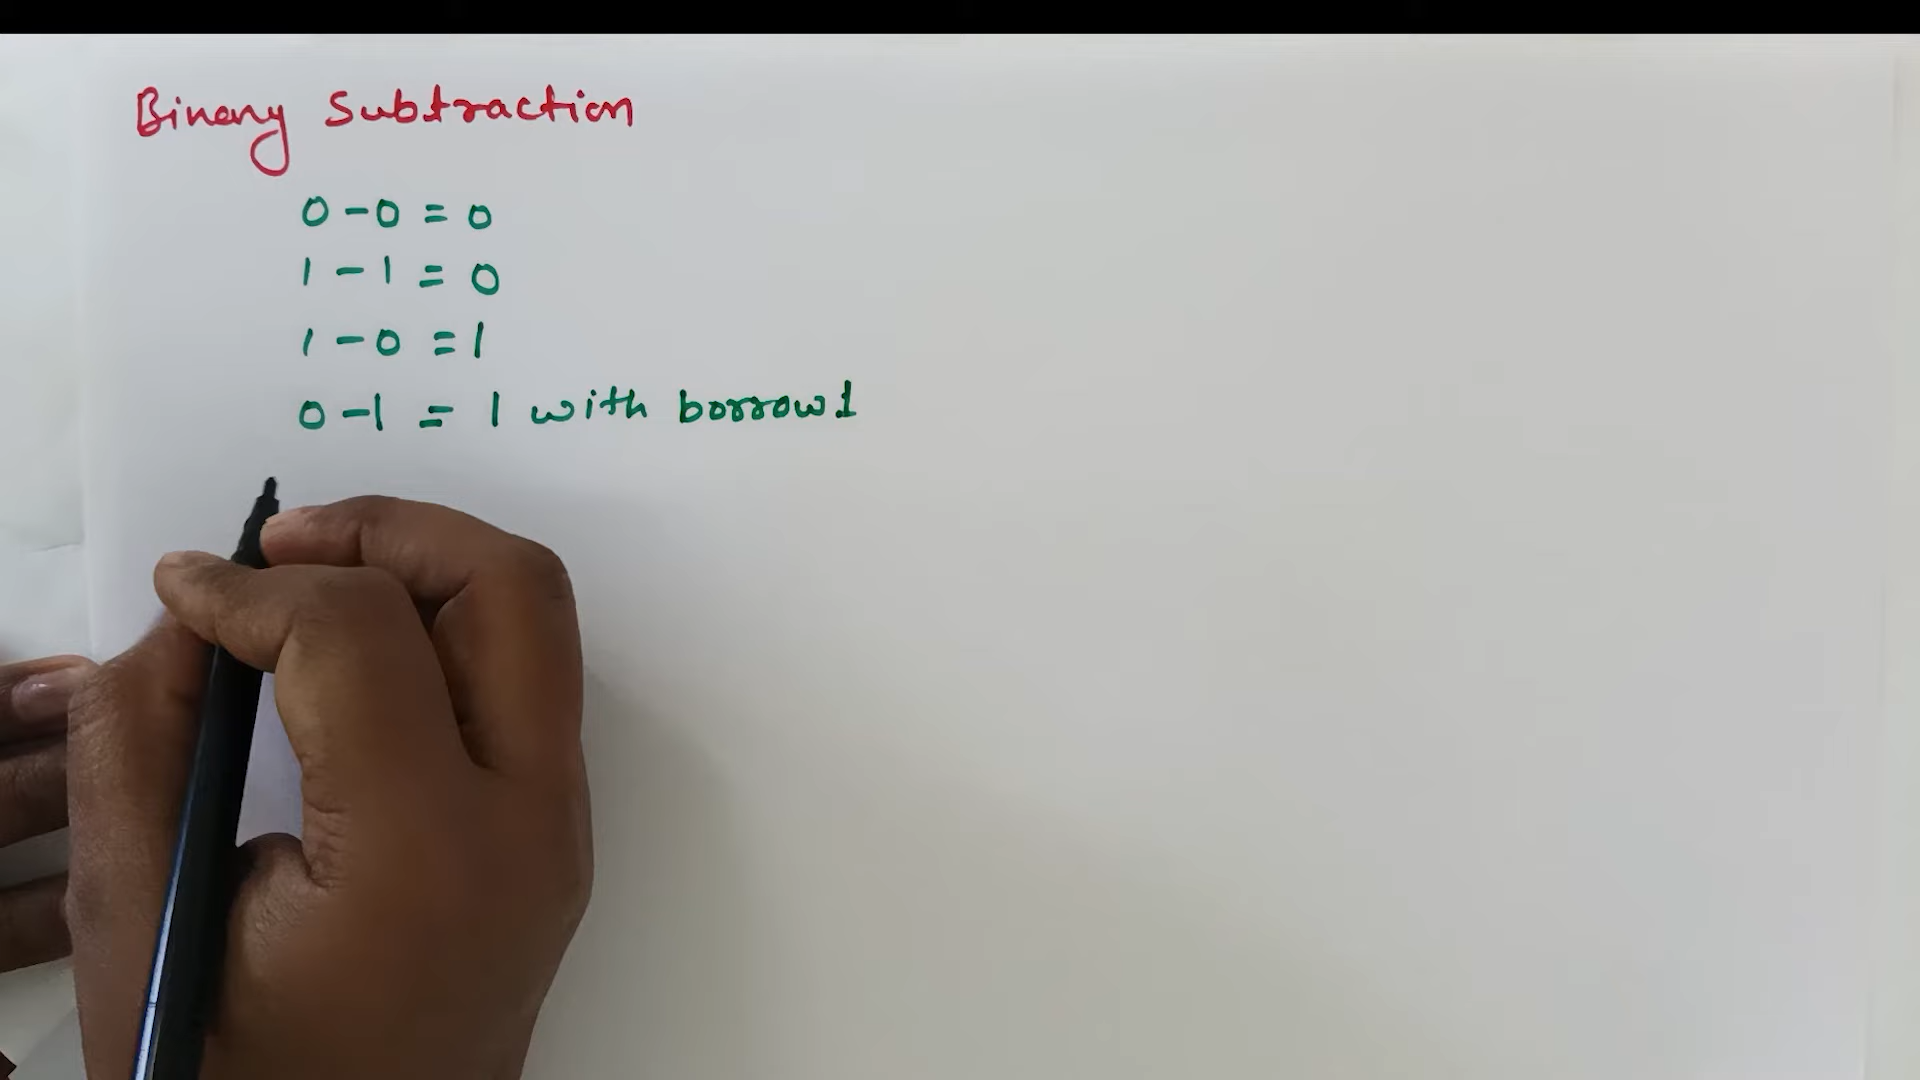 Binary Subtraction
0 - 0 = 0
1 - 1 = 0
1 - 0 = 1
0 - 1 = 1 with borrow 1